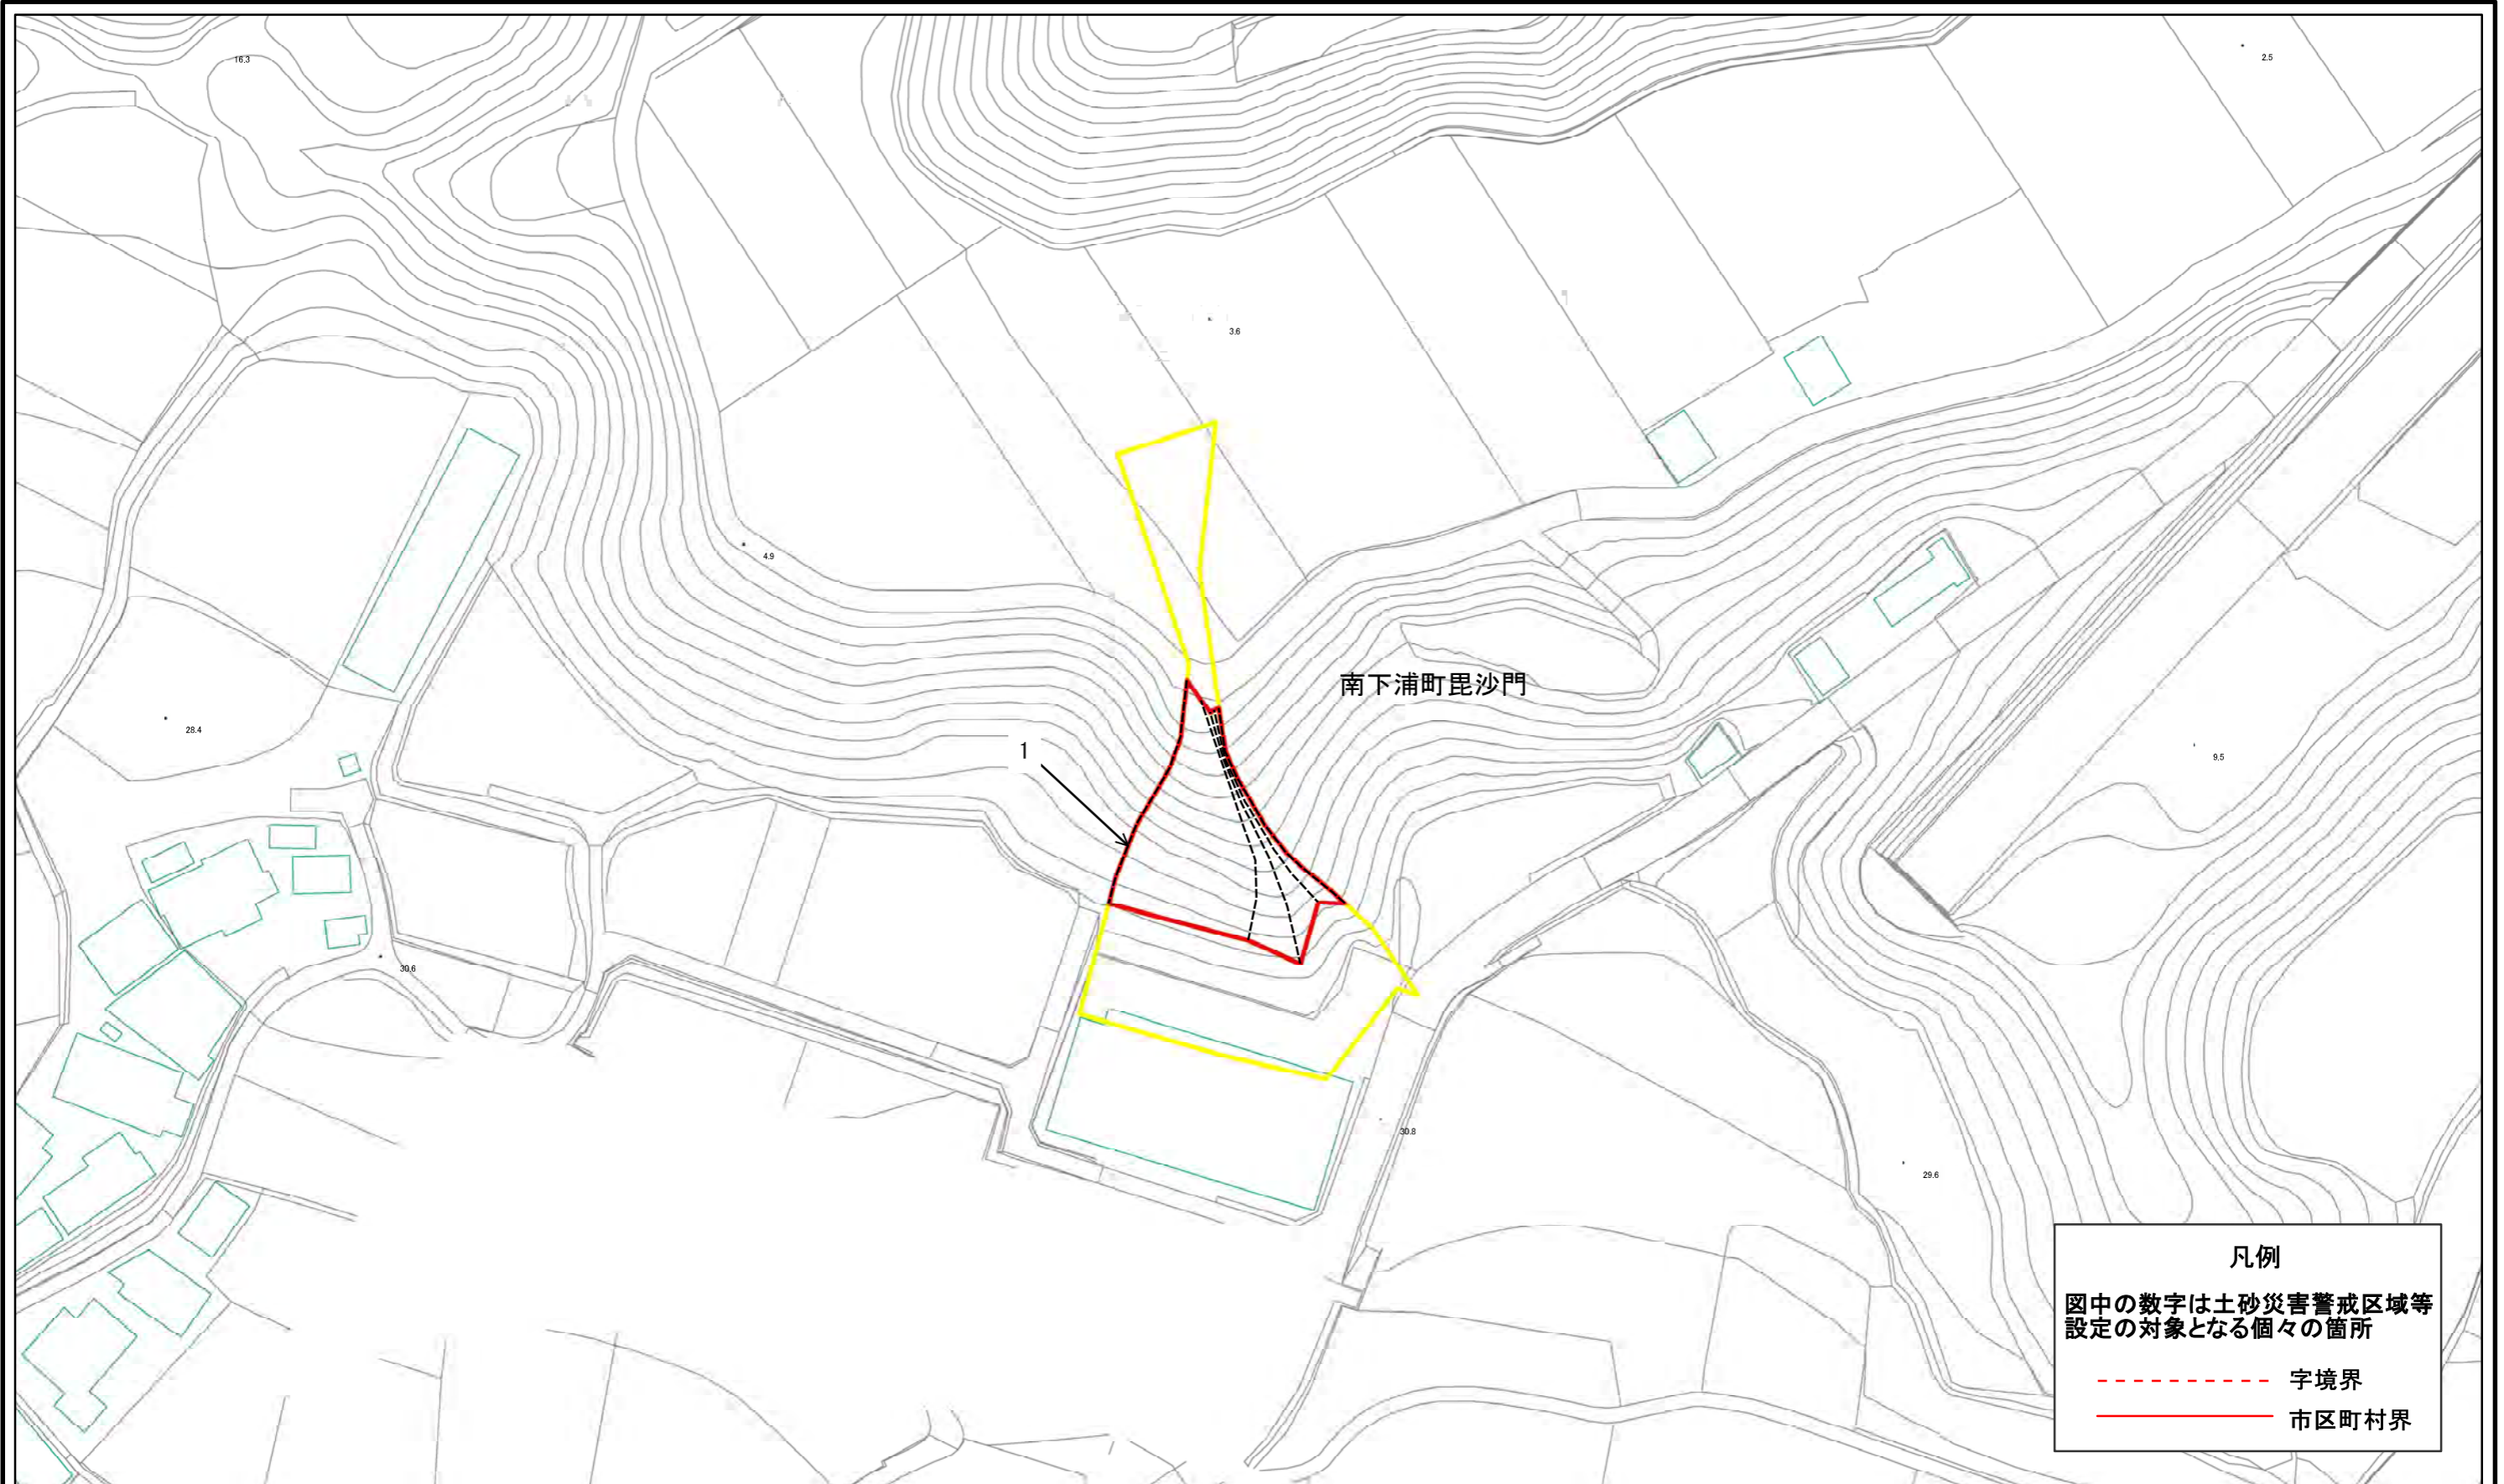 16.3
2.5
3.6
4.9
南下浦町毘沙門
28.4
1
9.5
30.6
30.8
29.6
凡例
図中の数字は土砂災害警戒区域等
設定の対象となる個々の箇所
字境界
市区町村界